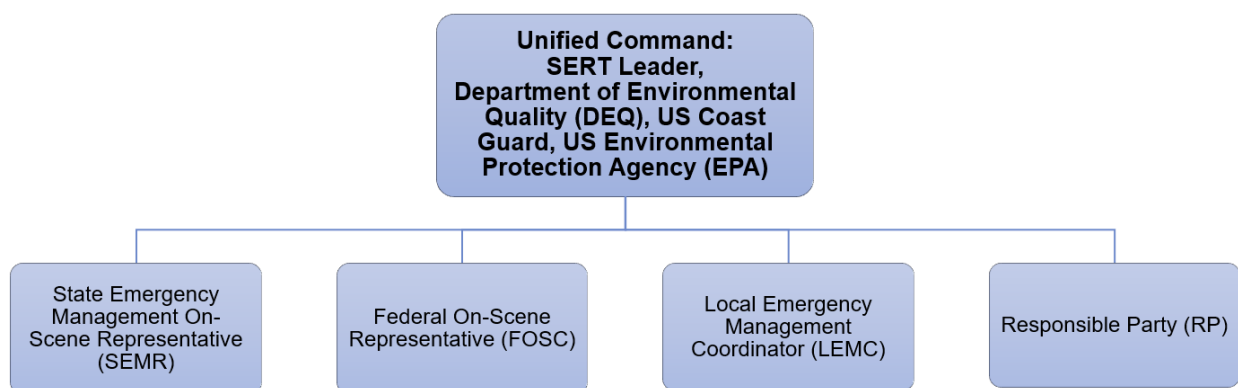 Unified Command:
SERT Leader,
Department of Environmental
Quality (DEQ), US Coast
Guard, US Environmental
Protection Agency (EPA)
State Emergency
Management On-
Scene Representative
(SEMR)
Federal On-Scene
Representative (FOSC)
Local Emergency
Management
Coordinator (LEMC)
Responsible Party (RP)